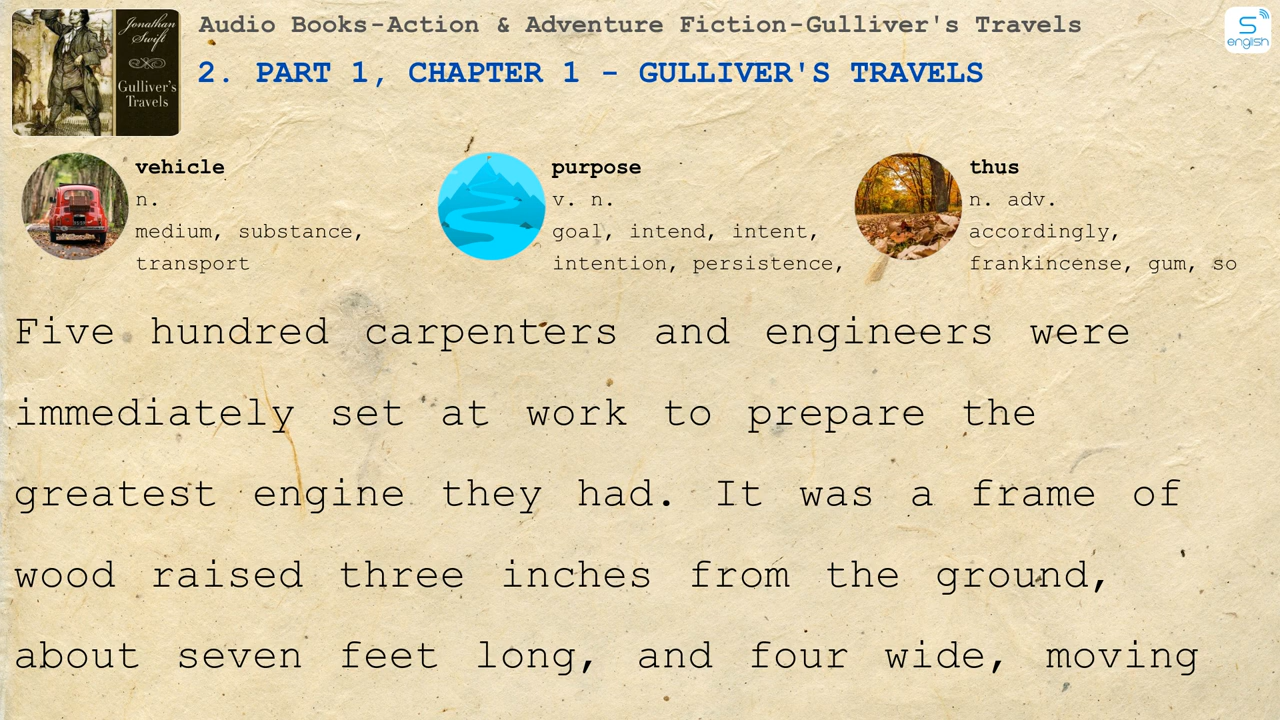 Audio Books-Action & Adventure Fiction-Gulliver's Travels
2. PART 1, CHAPTER 1 - GULLIVER'S TRAVELS
Jonathan
Swift
Gulliver's
Travels
S
english
vehicle
n.
medium, substance,
transport
purpose
v. n.
goal, intend, intent,
intention, persistence,
thus
n. adv.
accordingly,
frankincense, gum, so
Five hundred carpenters and engineers were
immediately set at work to prepare the
greatest engine they had. It was a frame of
wood raised three inches from the ground,
about seven feet long, and four wide, moving